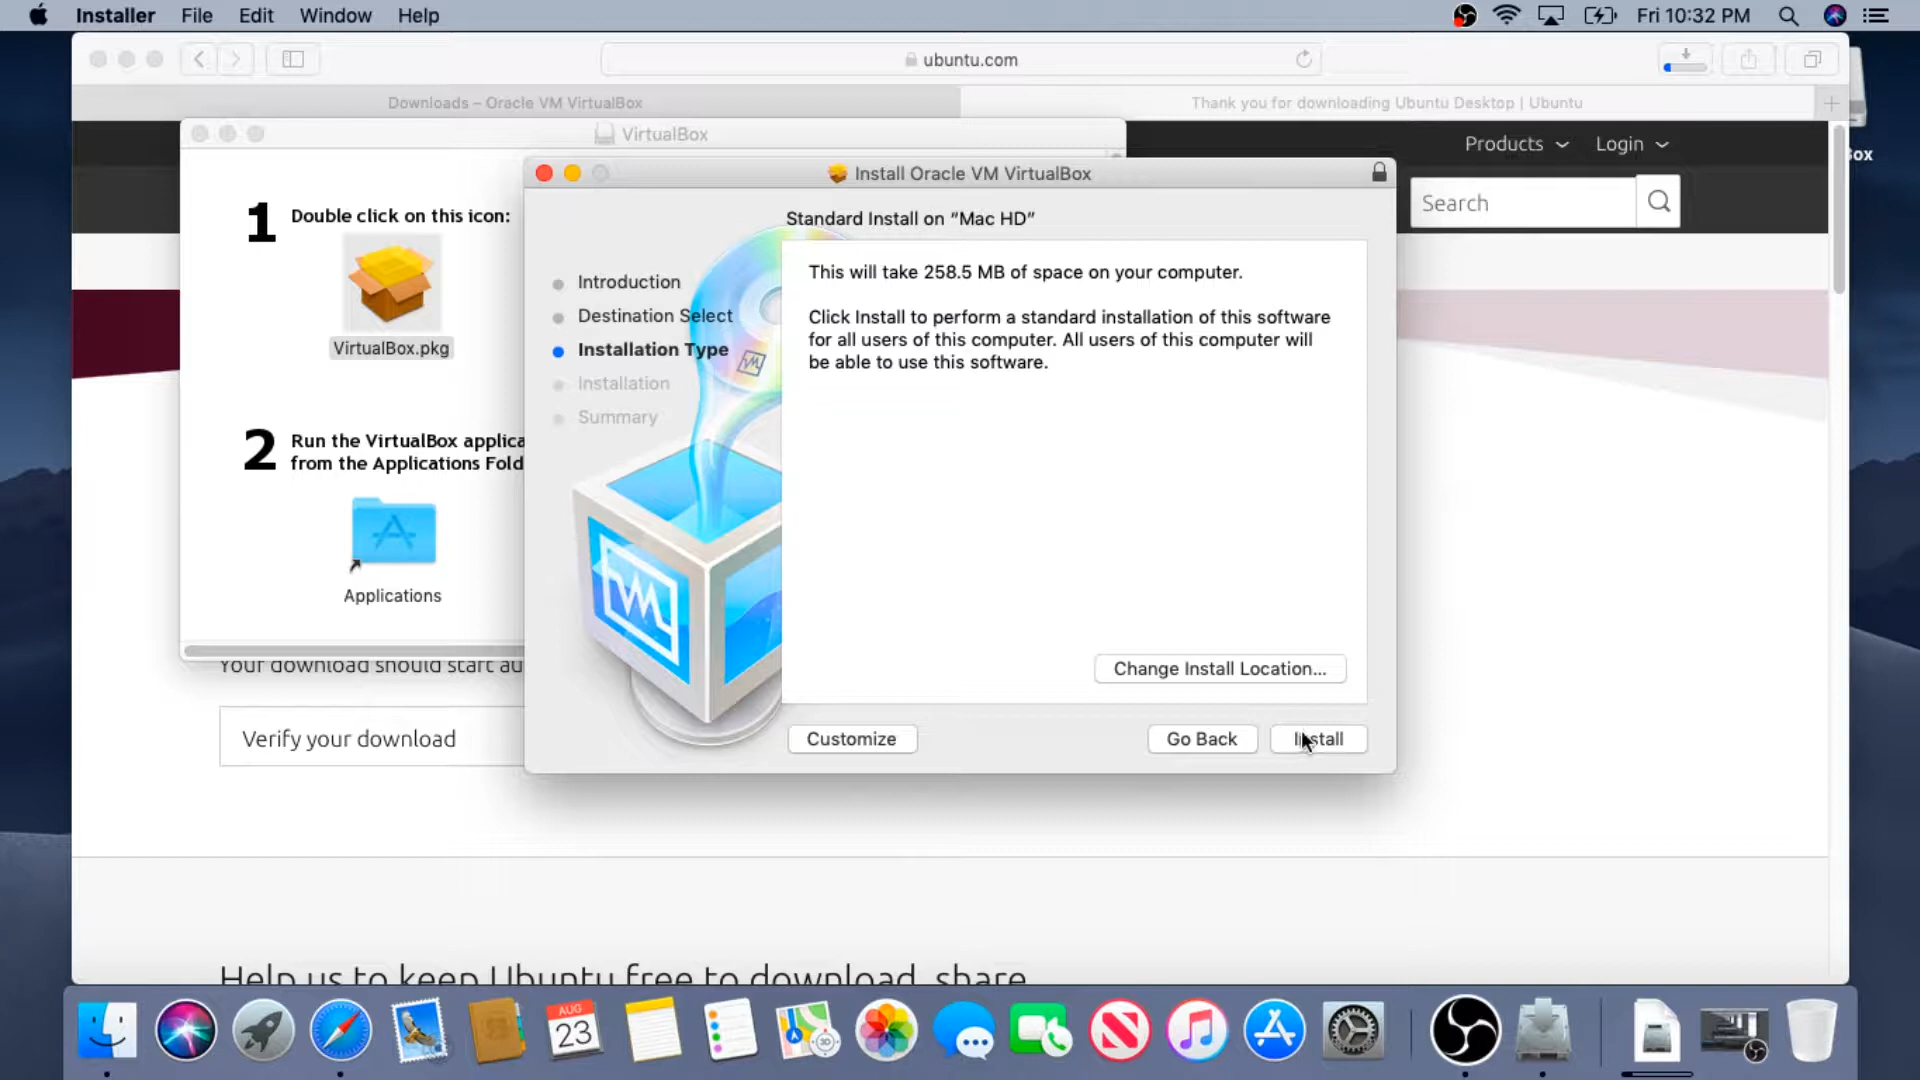 Installer File Edit Window Help Fri 10:32 PM
ubuntu.com
Downloads – Oracle VM VirtualBox
Thank you for downloading Ubuntu Desktop | Ubuntu
VirtualBox
Products Login
Search
1 Double click on this icon:
VirtualBox.pkg
2 Run the VirtualBox applica
from the Applications Fold
Applications
Install Oracle VM VirtualBox
Standard Install on “Mac HD”
Introduction
Destination Select
Installation Type
Installation
Summary
This will take 258.5 MB of space on your computer.
Click Install to perform a standard installation of this software
for all users of this computer. All users of this computer will
be able to use this software.
Change Install Location...
Customize
Go Back
Install
Your download should start au
Verify your download
Help us to keep Ubuntu free to download, share
AUG
23
3D